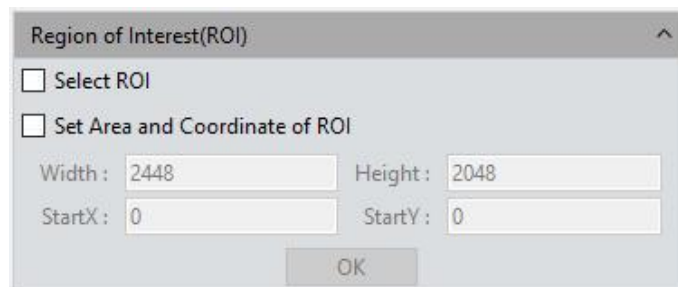 Region of Interest(ROI)
Select ROI
Set Area and Coordinate of ROI
Width : 2448 Height : 2048
StartX : 0 StartY : 0
OK